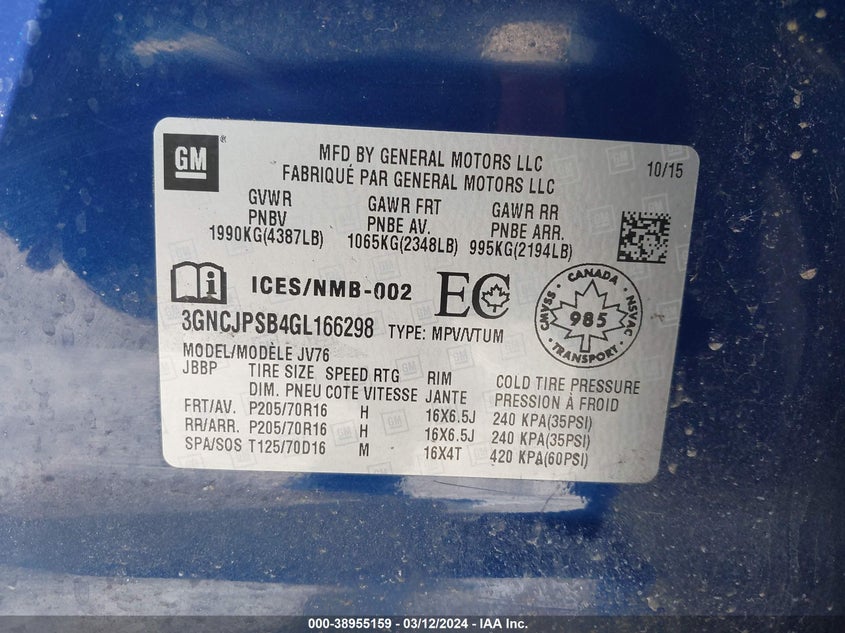 GM ®
MFD BY GENERAL MOTORS LLC
FABRIQUÉ PAR GENERAL MOTORS LLC
10/15
GVWR GAWR FRT GAWR RR
PNBV PNBE AV. PNBE ARR.
1990KG(4387LB) 1065KG(2348LB) 995KG(2194LB)
i ICES/NMB-002 EC
CANADA
CMVSS 985 NSVAC
TRANSPORT
3GNCJPSB4GL166298 TYPE: MPV/VTUM
MODEL/MODÈLE JV76
JBBP TIRE SIZE SPEED RTG RIM COLD TIRE PRESSURE
DIM. PNEU COTE VITESSE JANTE PRESSION À FROID
FRT/AV. P205/70R16 H 16X6.5J 240 KPA(35PSI)
RR/ARR. P205/70R16 H 16X6.5J 240 KPA(35PSI)
SPA/SOS T125/70D16 M 16X4T 420 KPA(60PSI)
000-38955159 - 03/12/2024 - IAA Inc.